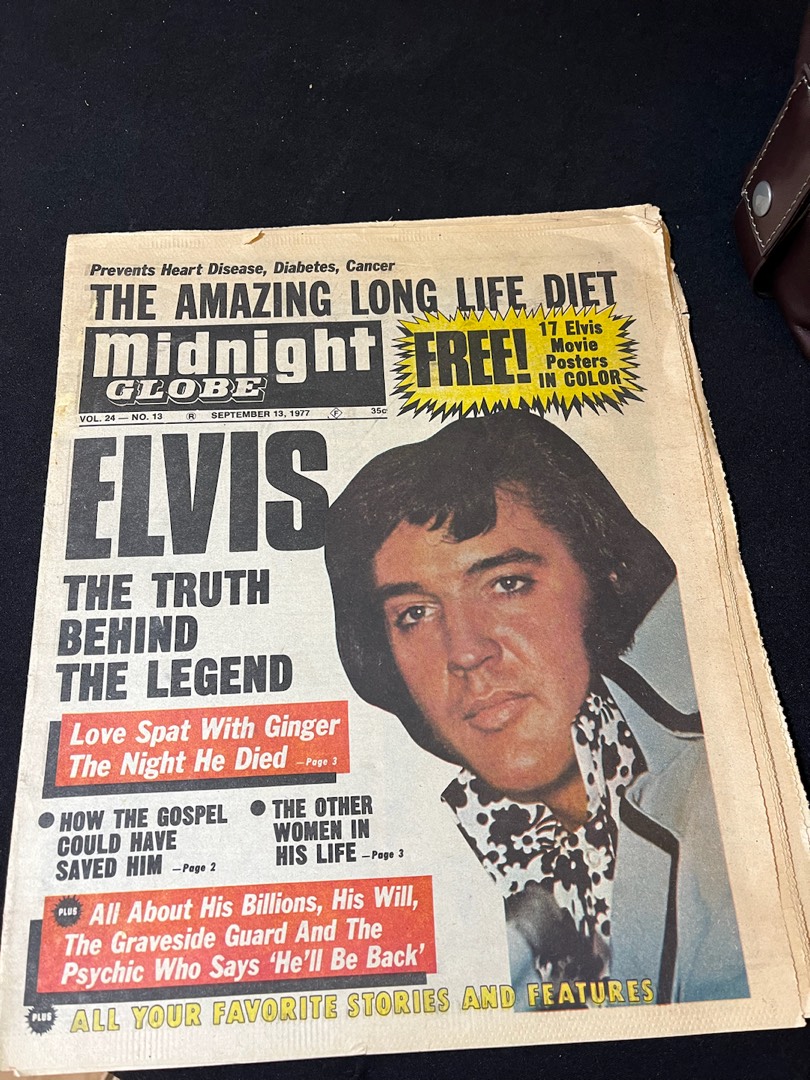 Prevents Heart Disease, Diabetes, Cancer
THE AMAZING LONG LIFE DIET
Midnight
GLOBE
FREE!
17 Elvis
Movie
Posters
IN COLOR
VOL. 24 — NO. 13 ® SEPTEMBER 13, 1977 F 35¢
ELVIS
THE TRUTH
BEHIND
THE LEGEND
Love Spat With Ginger
The Night He Died —Page 3
● HOW THE GOSPEL
COULD HAVE
SAVED HIM —Page 2
● THE OTHER
WOMEN IN
HIS LIFE —Page 3
PLUS All About His Billions, His Will,
The Graveside Guard And The
Psychic Who Says ‘He’ll Be Back’
PLUS ALL YOUR FAVORITE STORIES AND FEATURES